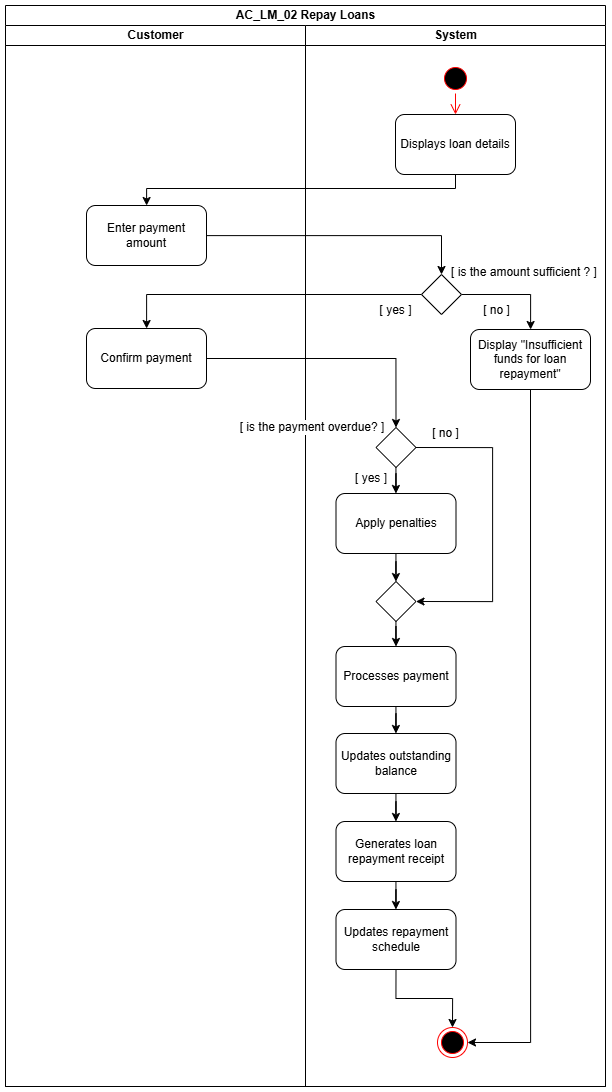 AC_LM_02 Repay Loans
Customer
System
Displays loan details
Enter payment
amount
[ is the amount sufficient ? ]
[ yes ]
[ no ]
Confirm payment
Display "Insufficient
funds for loan
repayment"
[ is the payment overdue? ]
[ no ]
[ yes ]
Apply penalties
Processes payment
Updates outstanding
balance
Generates loan
repayment receipt
Updates repayment
schedule